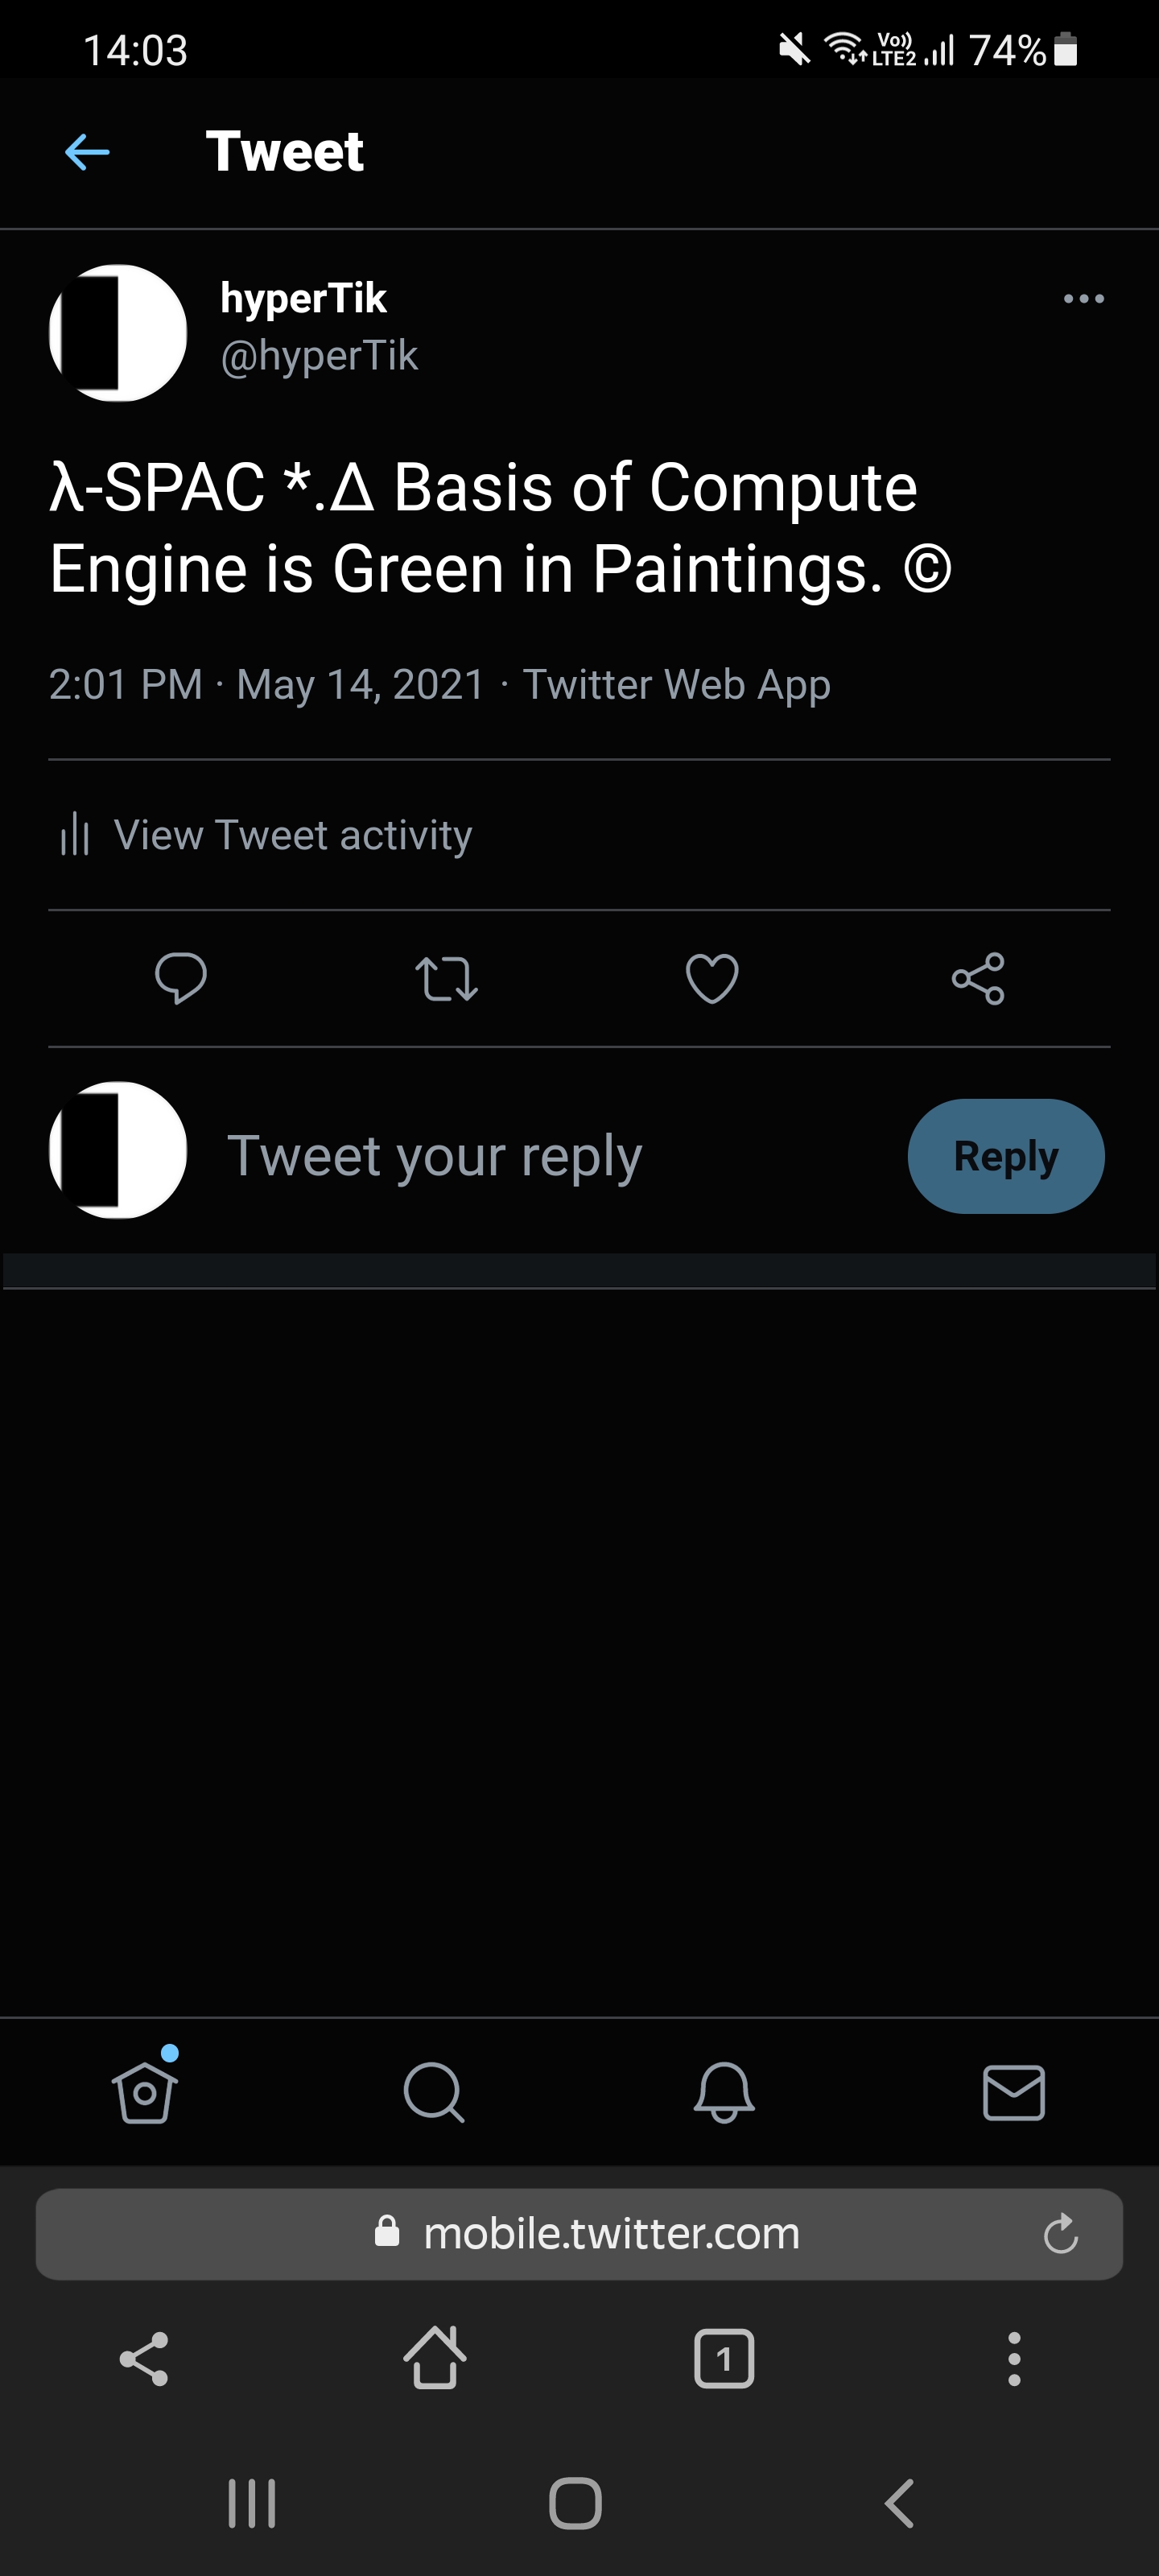 14:03
Vo)) LTE2 74%
Tweet
hyperTik
@hyperTik
λ-SPAC *.Δ Basis of Compute
Engine is Green in Paintings. ©
2:01 PM · May 14, 2021 · Twitter Web App
View Tweet activity
Tweet your reply
Reply
mobile.twitter.com
1